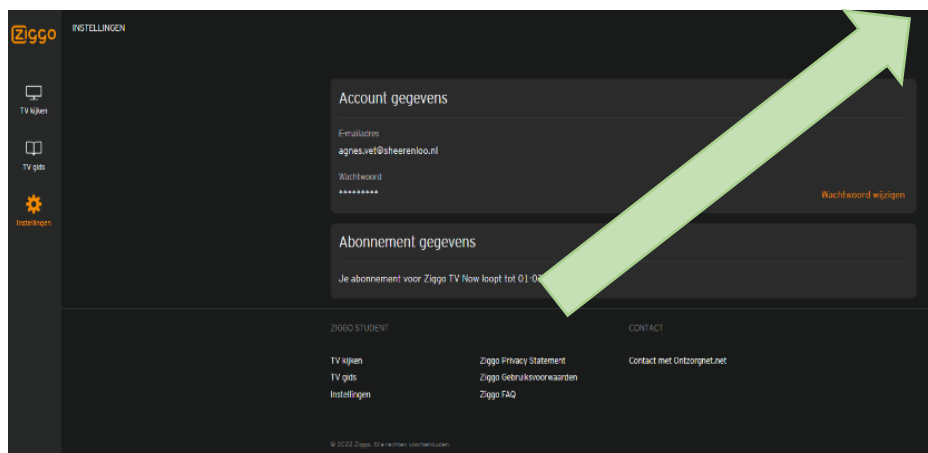 Ziggo
INSTELLINGEN
TV kijken
TV gids
Instellingen
Account gegevens
E-mailadres
agnes.vet@sheerenloo.nl
Wachtwoord
*********
Wachtwoord wijzigen
Abonnement gegevens
Je abonnement voor Ziggo TV Now loopt tot 01-0
ZIGGO STUDENT
TV kijken
TV gids
Instellingen
Ziggo Privacy Statement
Ziggo Gebruiksvoorwaarden
Ziggo FAQ
CONTACT
Contact met Ontzorgnet.net
© 2022 Ziggo. Alle rechten voorbehouden.